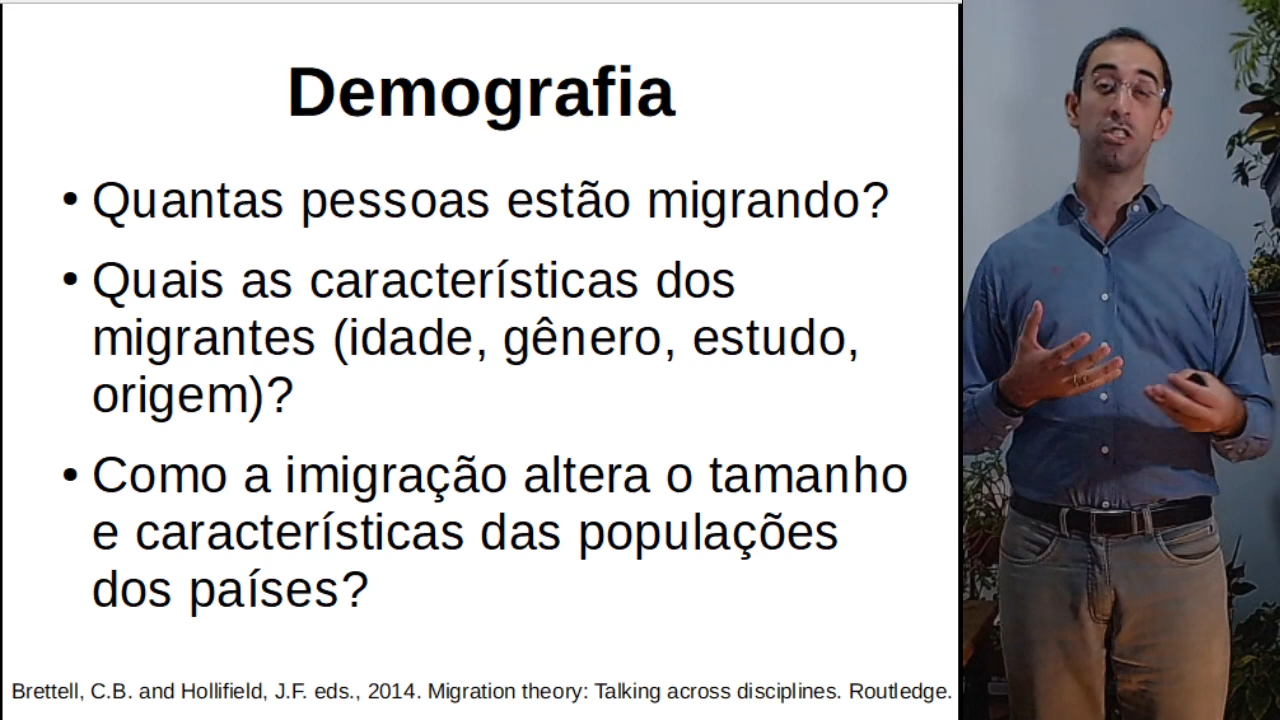 Demografia
• Quantas pessoas estão migrando?
• Quais as características dos
migrantes (idade, gênero, estudo,
origem)?
• Como a imigração altera o tamanho
e características das populações
dos países?
Brettell, C.B. and Hollifield, J.F. eds., 2014. Migration theory: Talking across disciplines. Routledge.